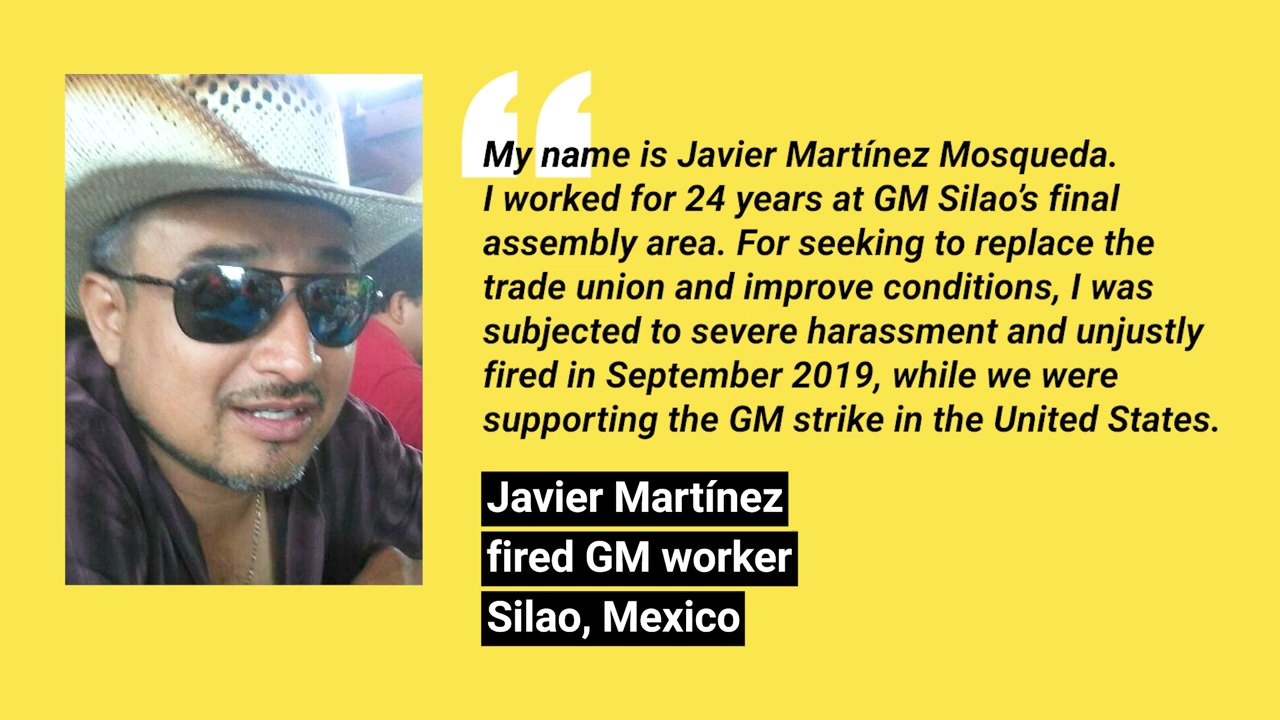 “
My name is Javier Martínez Mosqueda.
I worked for 24 years at GM Silao’s final
assembly area. For seeking to replace the
trade union and improve conditions, I was
subjected to severe harassment and unjustly
fired in September 2019, while we were
supporting the GM strike in the United States.
Javier Martínez
fired GM worker
Silao, Mexico